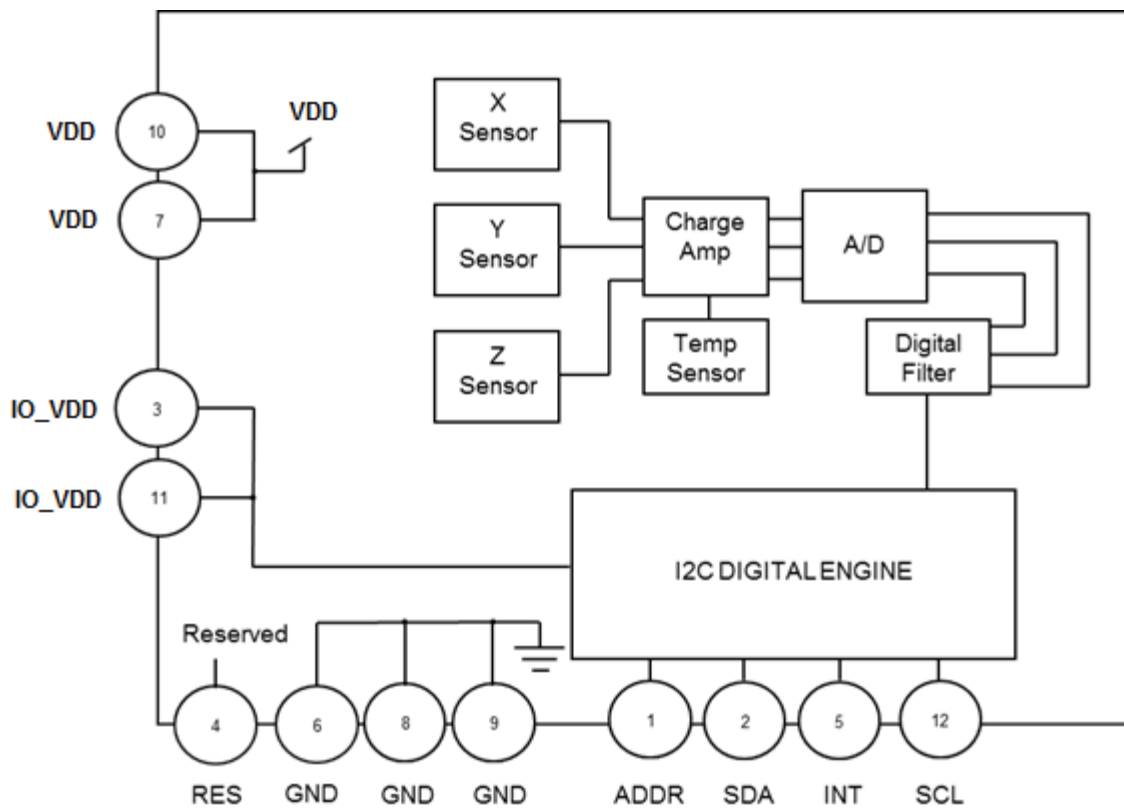 VDD
10
VDD
VDD
7
IO_VDD
3
IO_VDD
11
X
Sensor
Y
Sensor
Z
Sensor
Charge
Amp
A/D
Temp
Sensor
Digital
Filter
I2C DIGITAL ENGINE
Reserved
4
6
8
9
1
2
5
12
RES
GND
GND
GND
ADDR
SDA
INT
SCL